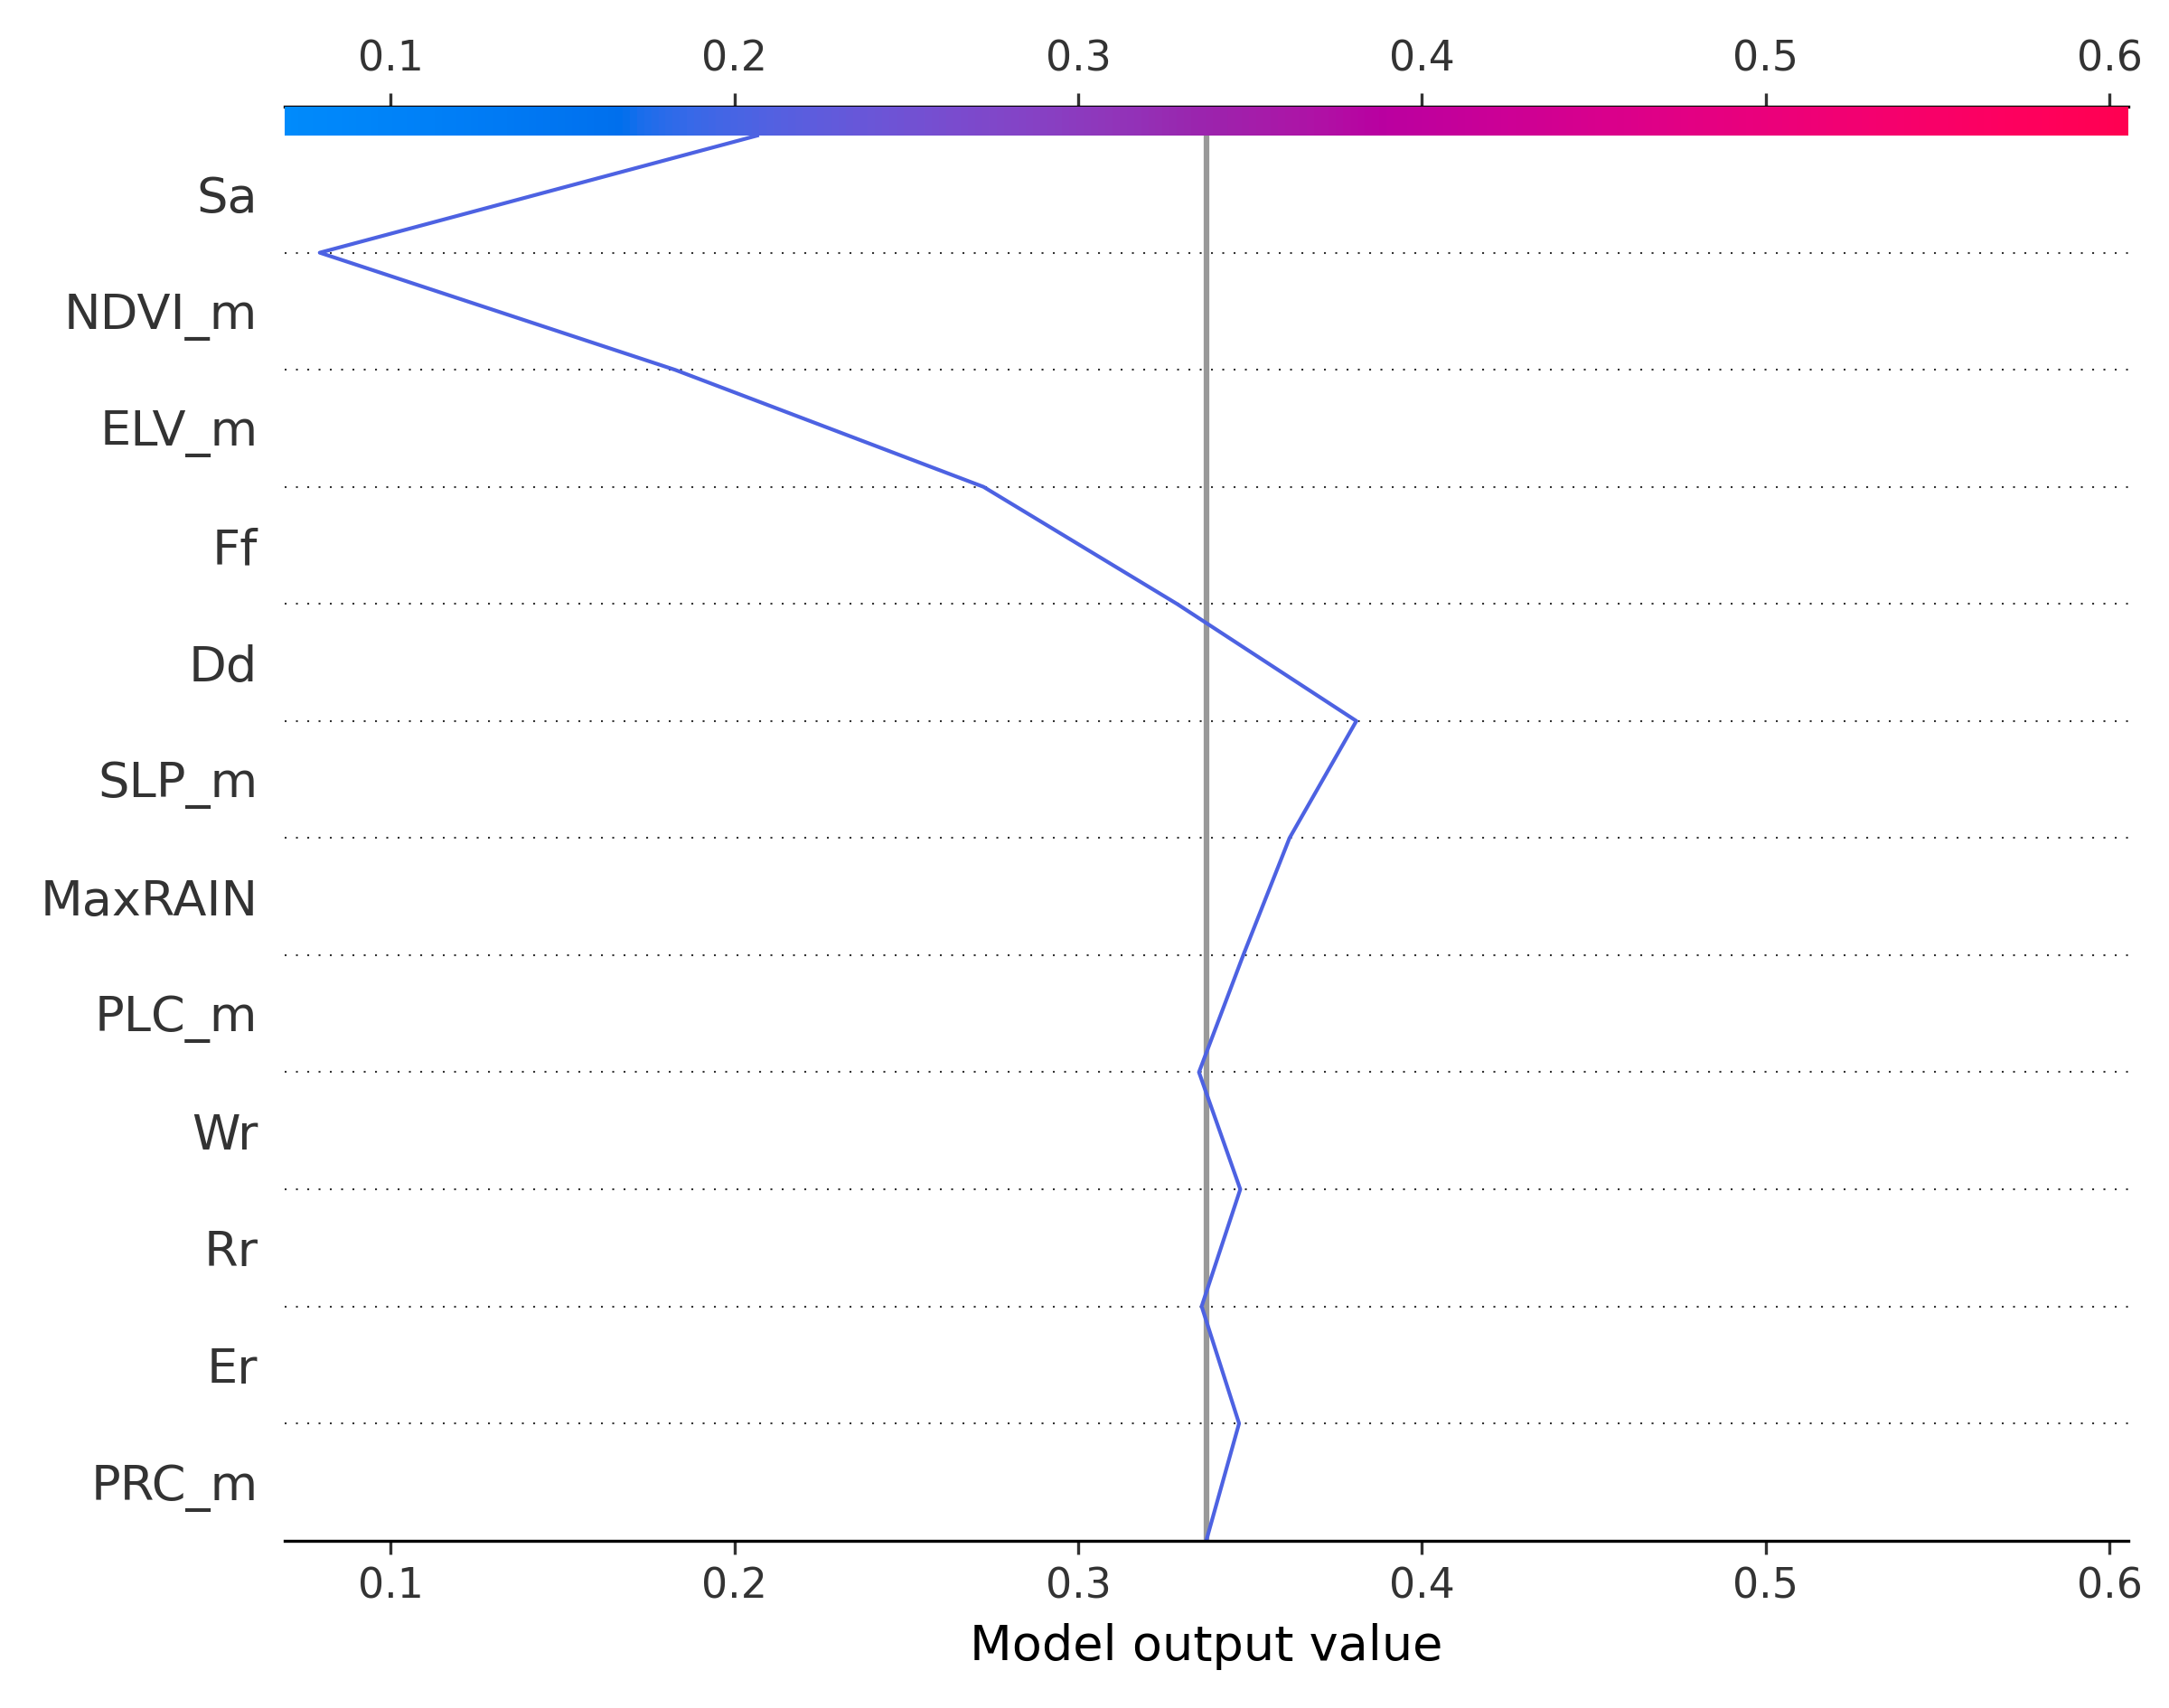 0.1 0.2 0.3 0.4 0.5 0.6
Sa
NDVI_m
ELV_m
Ff
Dd
SLP_m
MaxRAIN
PLC_m
Wr
Rr
Er
PRC_m
0.1 0.2 0.3 0.4 0.5 0.6
Model output value